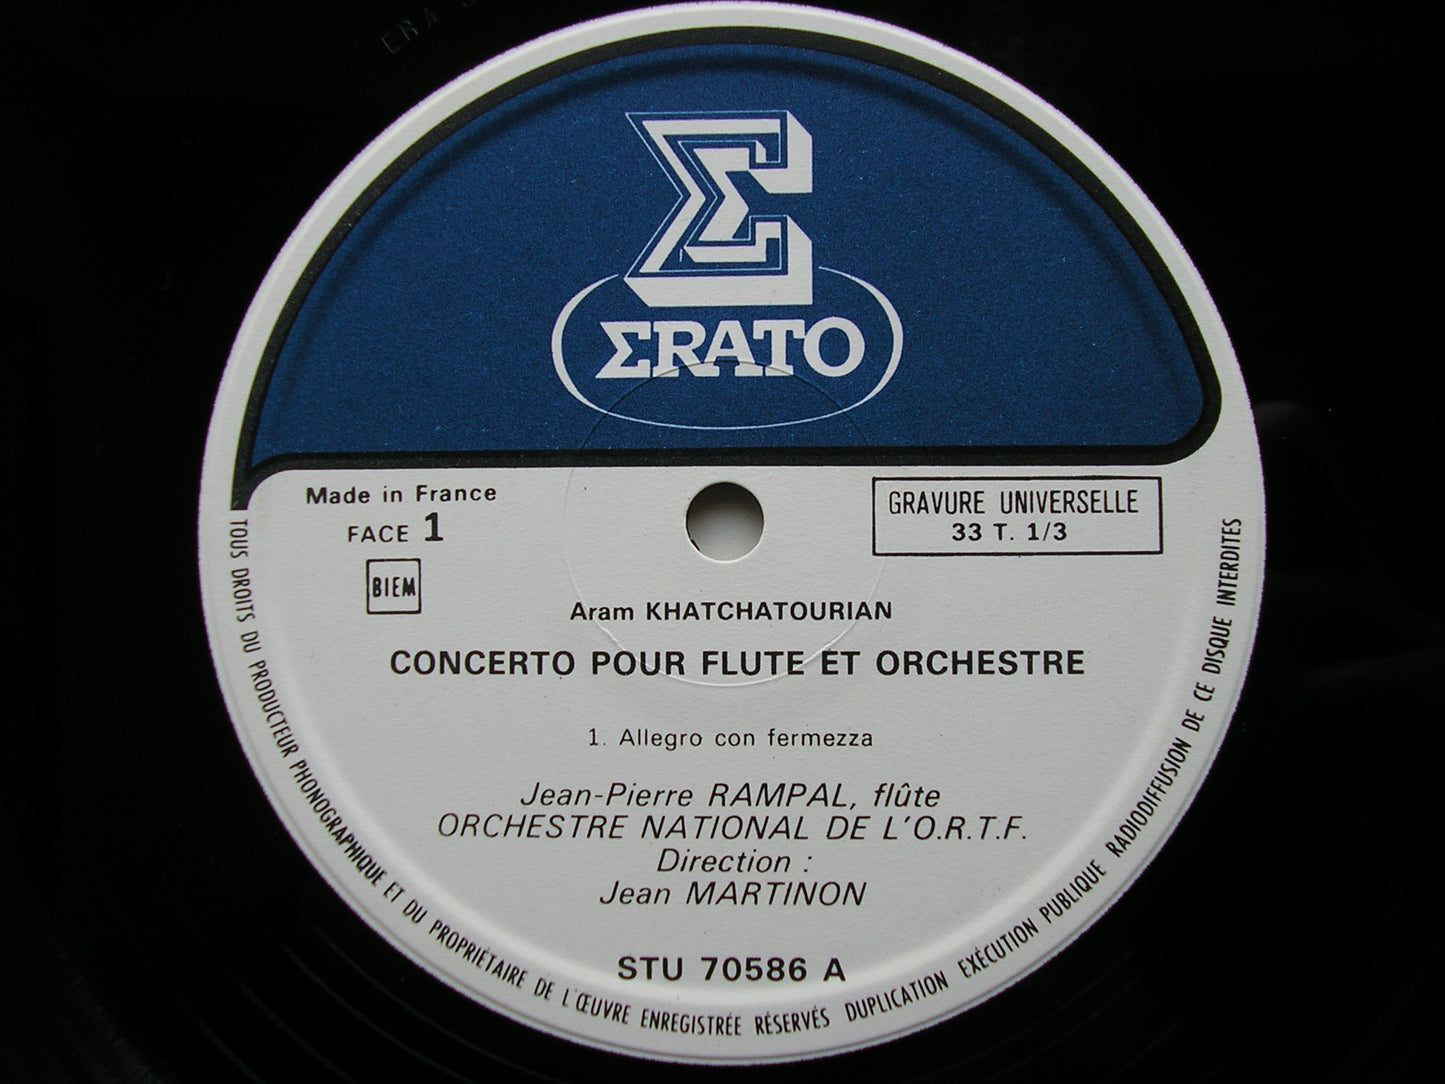 ERA
ΣRATO
Made in France
FACE 1
BIEM
GRAVURE UNIVERSELLE
33 T. 1/3
Aram KHATCHATOURIAN
CONCERTO POUR FLUTE ET ORCHESTRE
1. Allegro con fermezza
Jean-Pierre RAMPAL, flûte
ORCHESTRE NATIONAL DE L'O.R.T.F.
Direction :
Jean MARTINON
STU 70586 A
TOUS DROITS DU PRODUCTEUR PHONOGRAPHIQUE ET DU PROPRIÉTAIRE DE L'ŒUVRE ENREGISTRÉE RÉSERVÉS DUPLICATION EXÉCUTION PUBLIQUE RADIODIFFUSION DE CE DISQUE INTERDITES